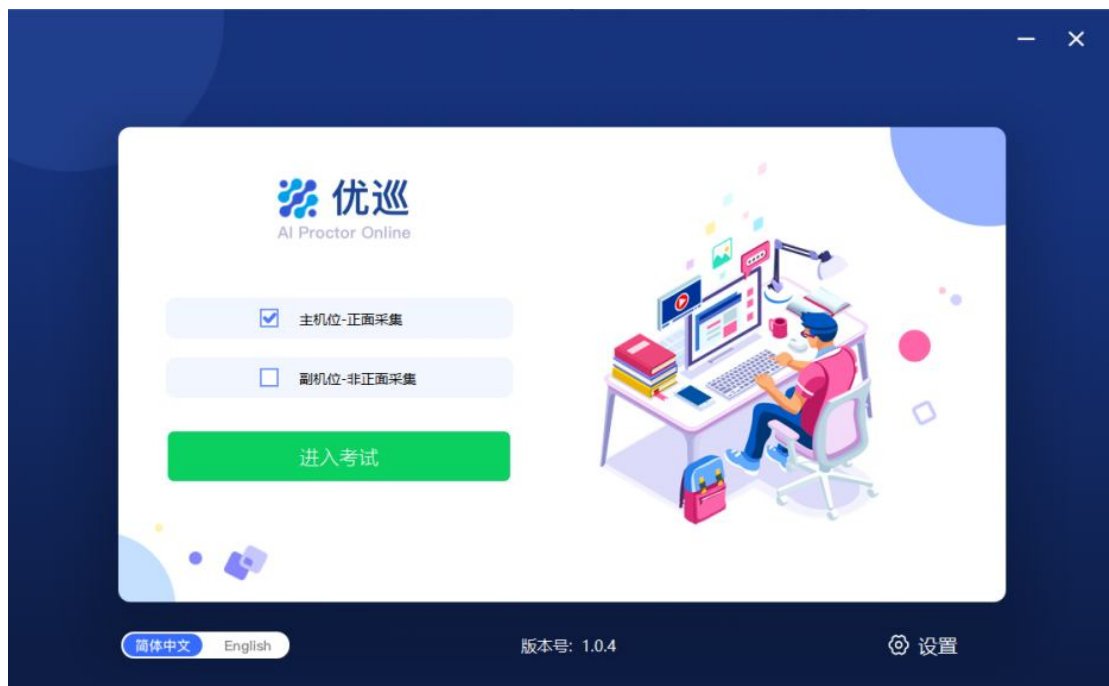 优巡
AI Proctor Online
主机位-正面采集
副机位-非正面采集
进入考试
简体中文 English
版本号: 1.0.4
设置